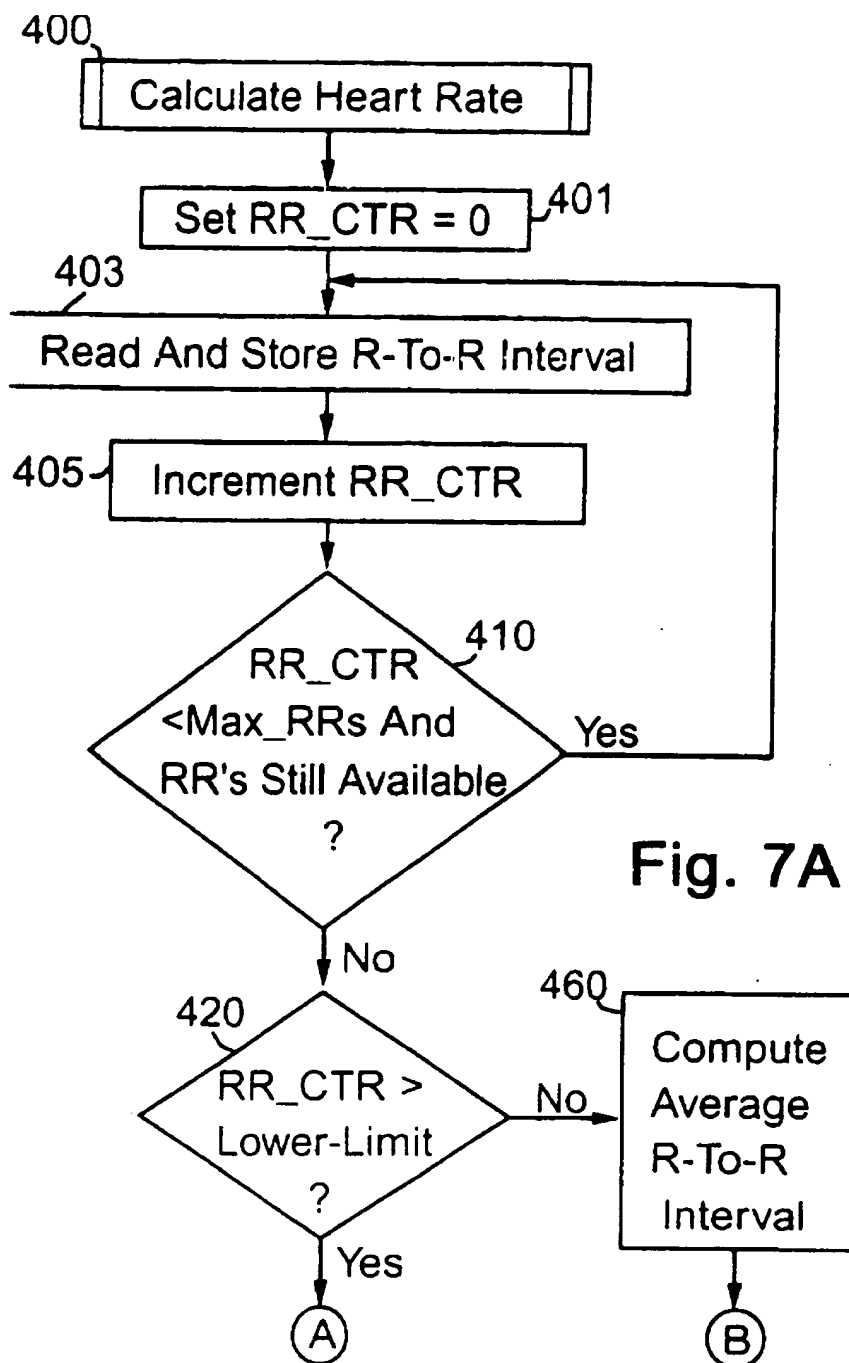 400
Calculate Heart Rate
Set RR_CTR = 0
401
403
Read And Store R-To-R Interval
405
Increment RR_CTR
410
RR_CTR
<Max_RRs And
RR's Still Available
?
Yes
Fig. 7A
No
420
RR_CTR >
Lower-Limit
?
No
460
Compute
Average
R-To-R
Interval
Yes
A
B